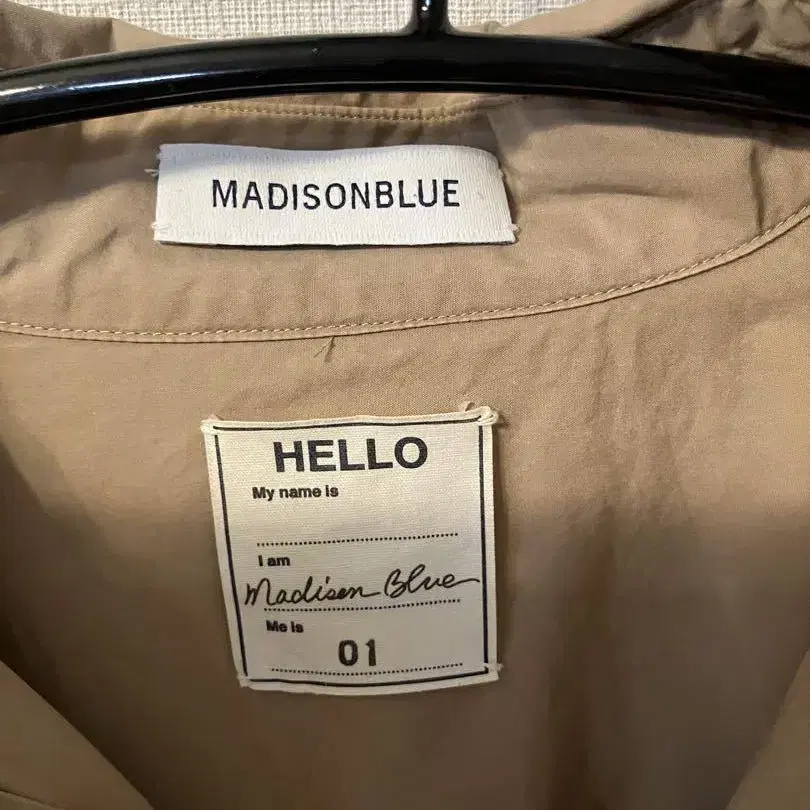 MADISONBLUE
HELLO
My name is
I am
Madison Blue
Me is
01